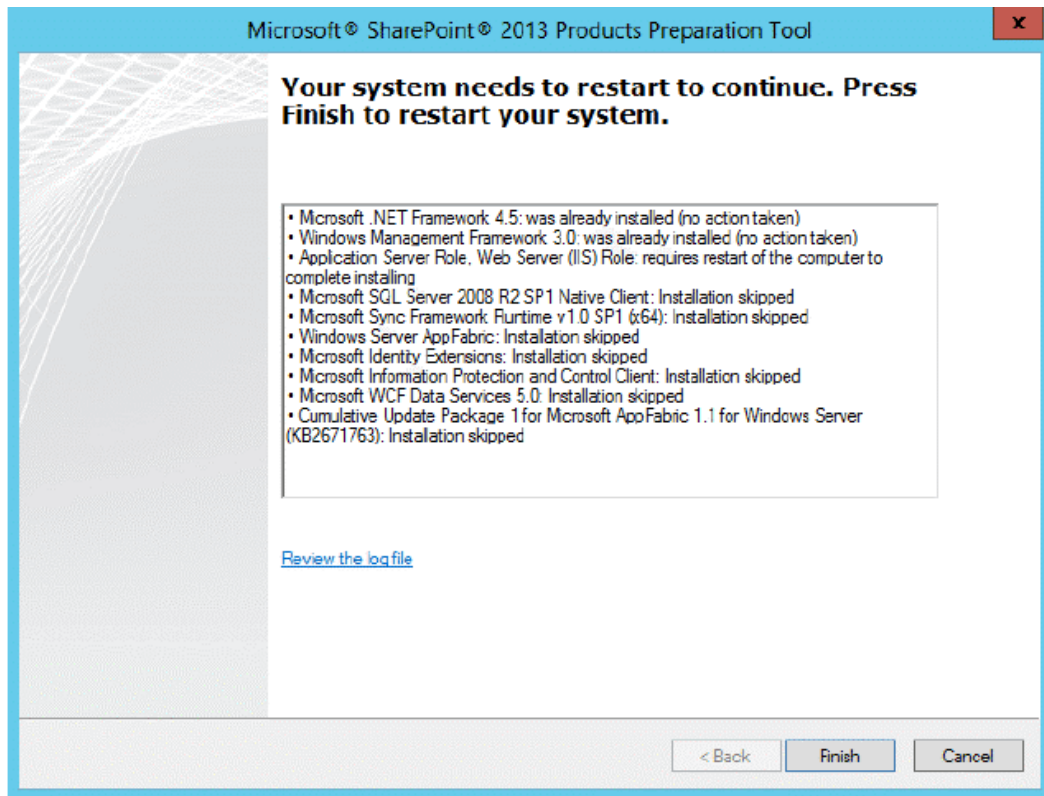 Microsoft® SharePoint® 2013 Products Preparation Tool
x
Your system needs to restart to continue. Press
Finish to restart your system.
• Microsoft .NET Framework 4.5: was already installed (no action taken)
• Windows Management Framework 3.0: was already installed (no action taken)
• Application Server Role, Web Server (IIS) Role: requires restart of the computer to
complete installing
• Microsoft SQL Server 2008 R2 SP1 Native Client: Installation skipped
• Microsoft Sync Framework Runtime v1.0 SP1 (x64): Installation skipped
• Windows Server AppFabric: Installation skipped
• Microsoft Identity Extensions: Installation skipped
• Microsoft Information Protection and Control Client: Installation skipped
• Microsoft WCF Data Services 5.0: Installation skipped
• Cumulative Update Package 1 for Microsoft AppFabric 1.1 for Windows Server
(KB2671763): Installation skipped
Review the log file
< Back Finish Cancel